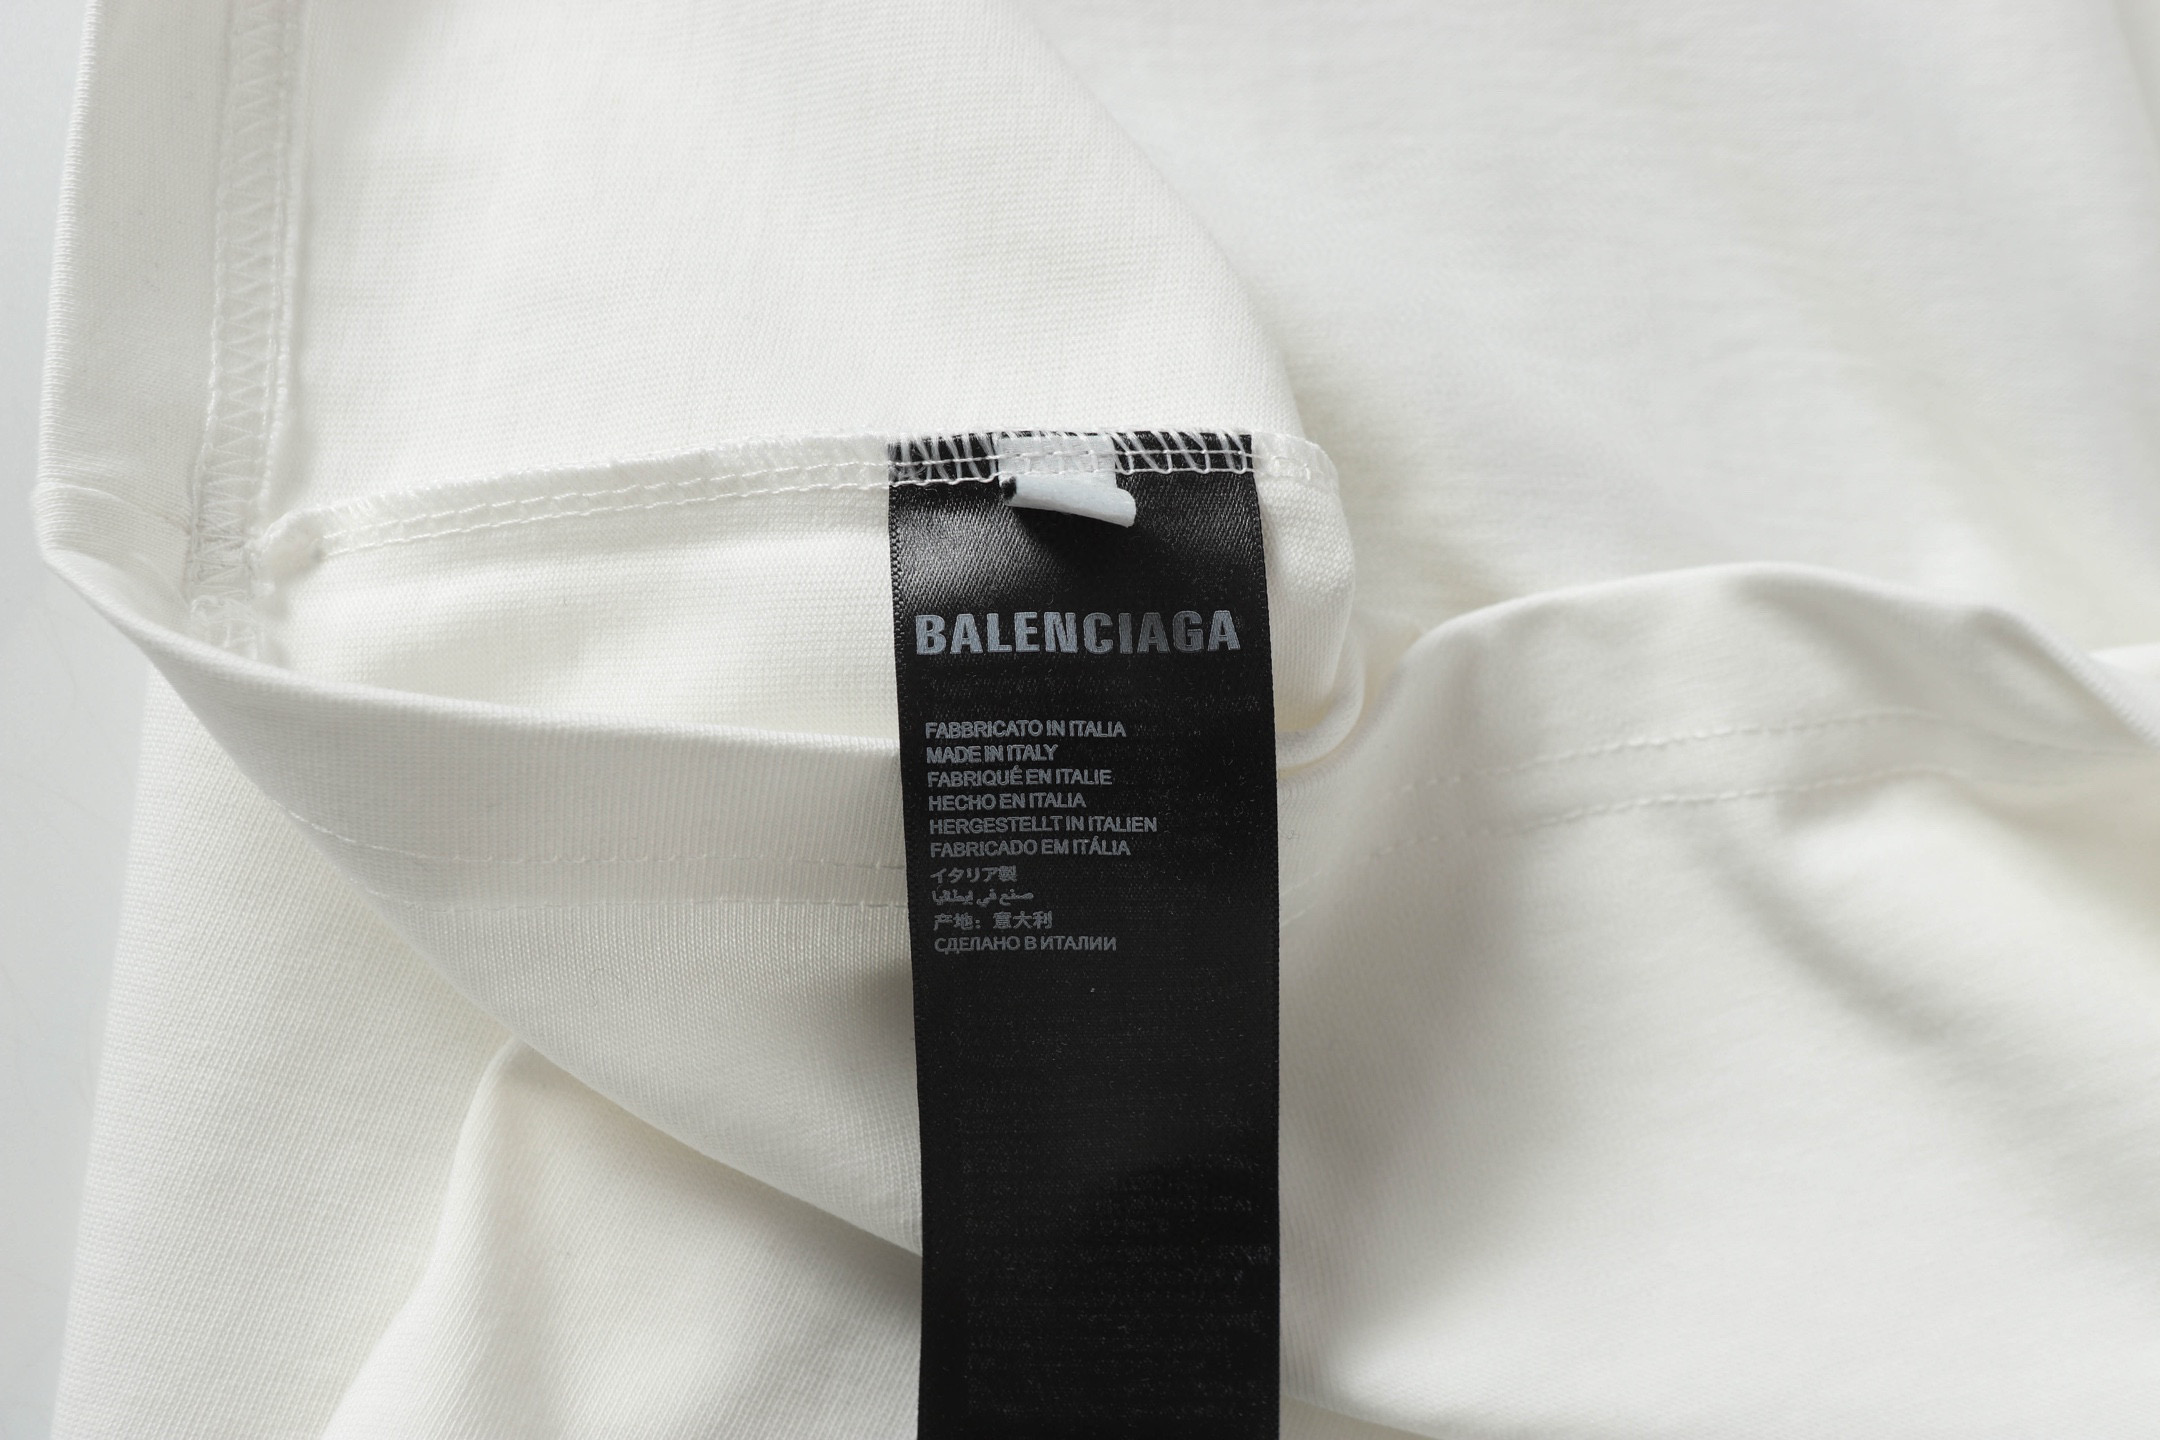 BALENCIAGA
FABBRICATO IN ITALIA
MADE IN ITALY
FABRIQUÉ EN ITALIE
HECHO EN ITALIA
HERGESTELLT IN ITALIEN
FABRICADO EM ITÁLIA
イタリア製
صنع في إيطاليا
产地：意大利
СДЕЛАНО В ИТАЛИИ